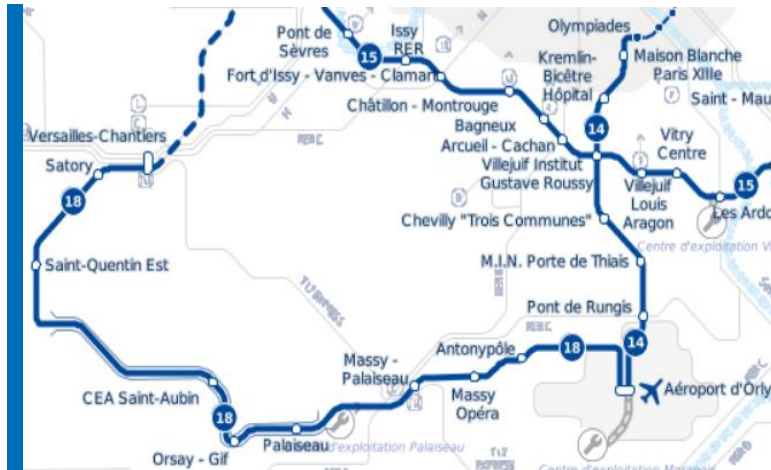 Olympiades
Pont de
Sèvres
Issy
RER
15
Maison Blanche
Paris XIIIe
Kremlin-
Bicêtre
Hôpital
Fort d'Issy - Vanves - Clamart
Saint - Mau
Châtillon - Montrouge
14
Versailles-Chantiers
Bagneux
Arcueil - Cachan
Vitry
Centre
Satory
Villejuif Institut
Gustave Roussy
18
Villejuif
Louis
Aragon
15
Les Ardo
Chevilly "Trois Communes"
Centre d'exploitation Vi
Saint-Quentin Est
M.I.N. Porte de Thiais
Pont de Rungis
RER C
Antonypôle
18
14
Massy -
Palaiseau
Aéroport d'Orly
CEA Saint-Aubin
Massy
Opéra
18
Palaiseau
d'exploitation Palaiseau
Orsay - Gif